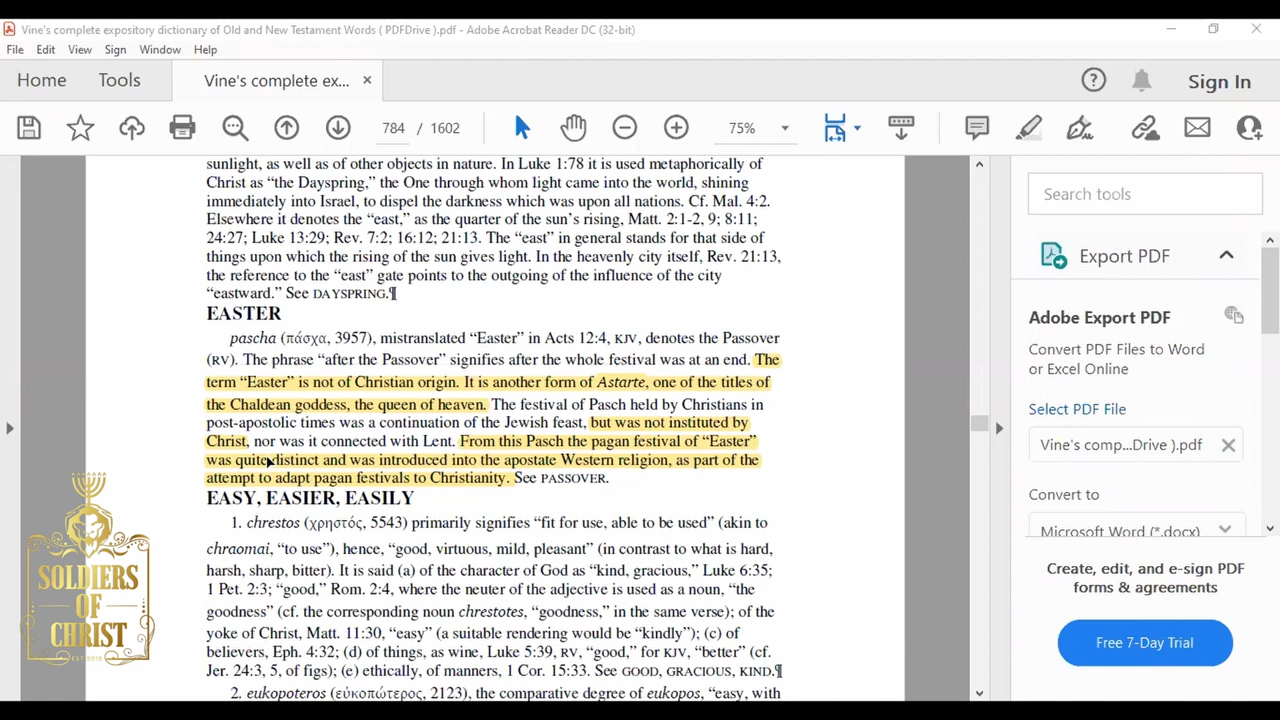 Vine's complete expository dictionary of Old and New Testament Words ( PDFDrive ).pdf - Adobe Acrobat Reader DC (32-bit)
File Edit View Sign Window Help
Home Tools Vine's complete ex... Sign In
784 / 1602 75%
sunlight, as well as of other objects in nature. In Luke 1:78 it is used metaphorically of
Christ as “the Dayspring,” the One through whom light came into the world, shining
immediately into Israel, to dispel the darkness which was upon all nations. Cf. Mal. 4:2.
Elsewhere it denotes the “east,” as the quarter of the sun’s rising, Matt. 2:1-2, 9; 8:11;
24:27; Luke 13:29; Rev. 7:2; 16:12; 21:13. The “east” in general stands for that side of
things upon which the rising of the sun gives light. In the heavenly city itself, Rev. 21:13,
the reference to the “east” gate points to the outgoing of the influence of the city
“eastward.” See DAYSPRING.¶
EASTER
pascha (πάσχα, 3957), mistranslated “Easter” in Acts 12:4, KJV, denotes the Passover
(RV). The phrase “after the Passover” signifies after the whole festival was at an end. The
term “Easter” is not of Christian origin. It is another form of Astarte, one of the titles of
the Chaldean goddess, the queen of heaven. The festival of Pasch held by Christians in
post-apostolic times was a continuation of the Jewish feast, but was not instituted by
Christ, nor was it connected with Lent. From this Pasch the pagan festival of “Easter”
was quite distinct and was introduced into the apostate Western religion, as part of the
attempt to adapt pagan festivals to Christianity. See PASSOVER.
EASY, EASIER, EASILY
1. chrestos (χρηστός, 5543) primarily signifies “fit for use, able to be used” (akin to
chraomai, “to use”), hence, “good, virtuous, mild, pleasant” (in contrast to what is hard,
harsh, sharp, bitter). It is said (a) of the character of God as “kind, gracious,” Luke 6:35;
1 Pet. 2:3; “good,” Rom. 2:4, where the neuter of the adjective is used as a noun, “the
goodness” (cf. the corresponding noun chrestotes, “goodness,” in the same verse); of the
yoke of Christ, Matt. 11:30, “easy” (a suitable rendering would be “kindly”); (c) of
believers, Eph. 4:32; (d) of things, as wine, Luke 5:39, RV, “good,” for KJV, “better” (cf.
Jer. 24:3, 5, of figs); (e) ethically, of manners, 1 Cor. 15:33. See GOOD, GRACIOUS, KIND.¶
2. eukopoteros (εὐκοπώτερος, 2123), the comparative degree of eukopos, “easy, with
Search tools
Export PDF
Adobe Export PDF
Convert PDF Files to Word
or Excel Online
Select PDF File
Vine's comp...Drive ).pdf
Convert to
Microsoft Word (*.docx)
Create, edit, and e-sign PDF
forms & agreements
Free 7-Day Trial
SOLDIERS
OF
CHRIST